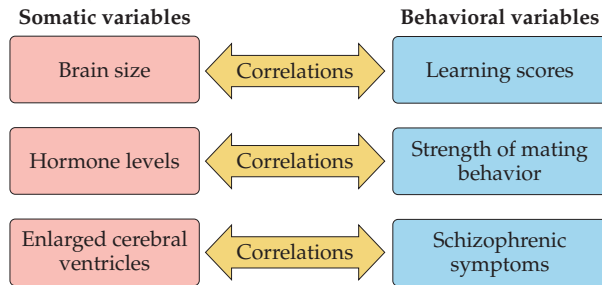 Somatic variables
Behavioral variables
Brain size
Correlations
Learning scores
Hormone levels
Correlations
Strength of mating
behavior
Enlarged cerebral
ventricles
Correlations
Schizophrenic
symptoms